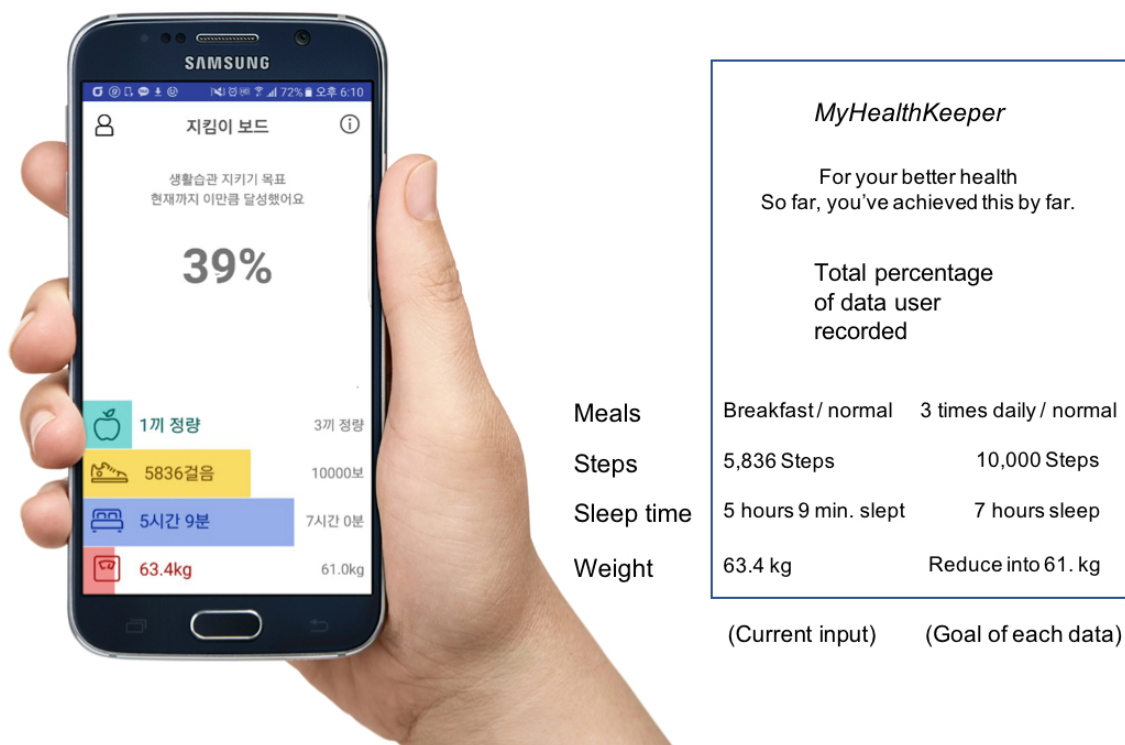 SAMSUNG
72% 오후 6:10
지킴이 보드
생활습관 지키기 목표
현재까지 이만큼 달성했어요
39%
1끼 정량 3끼 정량
5836걸음 10000보
5시간 9분 7시간 0분
63.4kg 61.0kg
MyHealthKeeper
For your better health
So far, you've achieved this by far.
Total percentage
of data user
recorded
Meals Breakfast / normal 3 times daily / normal
Steps 5,836 Steps 10,000 Steps
Sleep time 5 hours 9 min. slept 7 hours sleep
Weight 63.4 kg Reduce into 61. kg
(Current input) (Goal of each data)